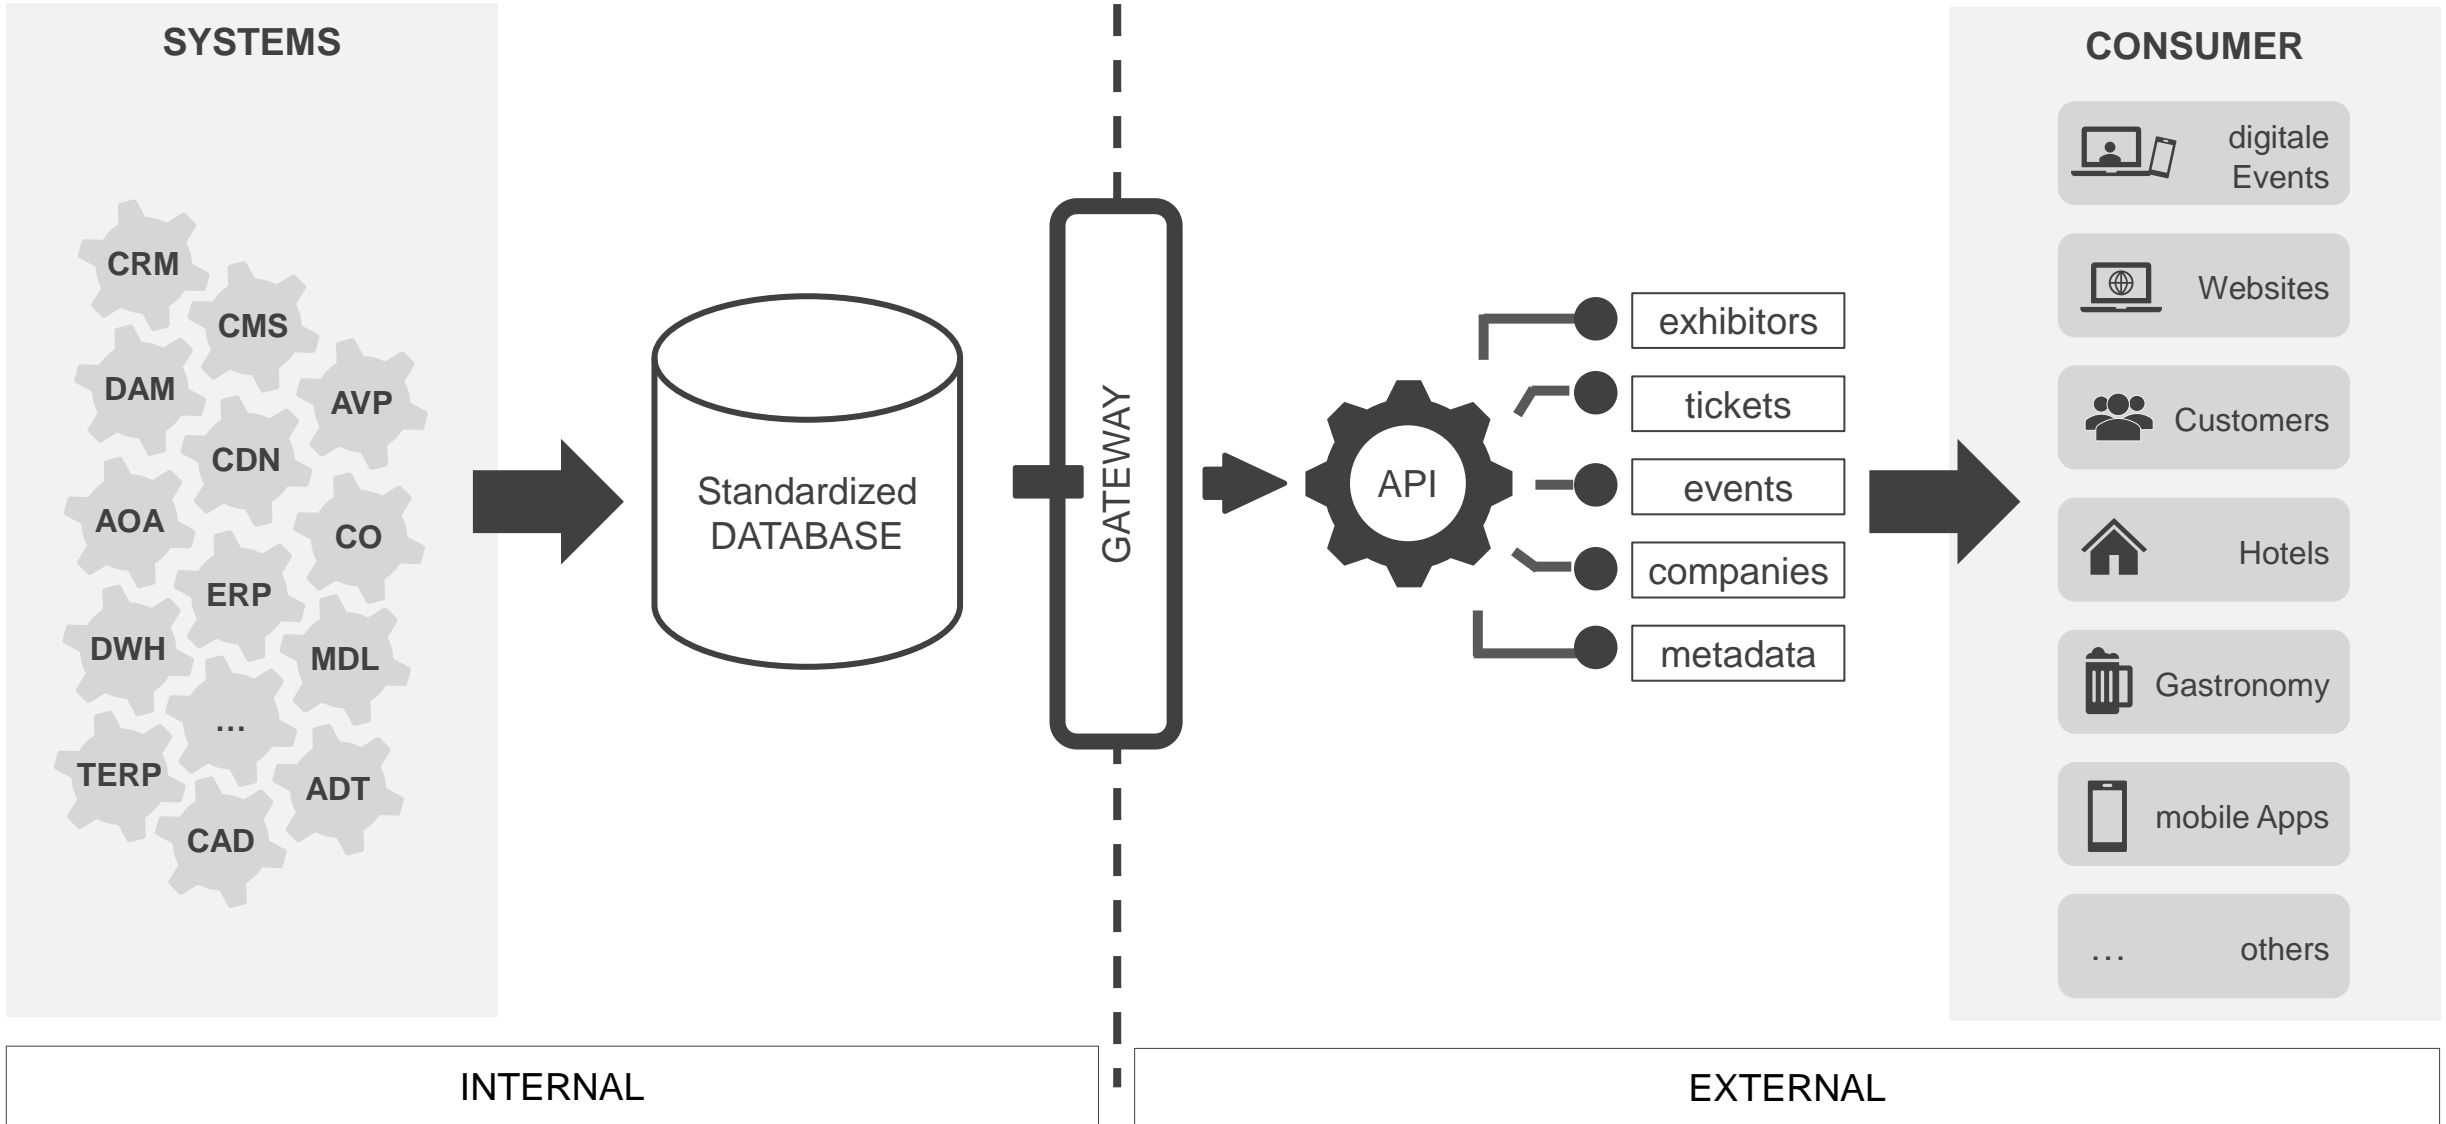 SYSTEMS
CRM
CMS
DAM
AVP
CDN
AOA
CO
ERP
DWH
MDL
...
TERP
ADT
CAD
Standardized
DATABASE
GATEWAY
API
exhibitors
tickets
events
companies
metadata
CONSUMER
digitale
Events
Websites
Customers
Hotels
Gastronomy
mobile Apps
... others
INTERNAL
EXTERNAL